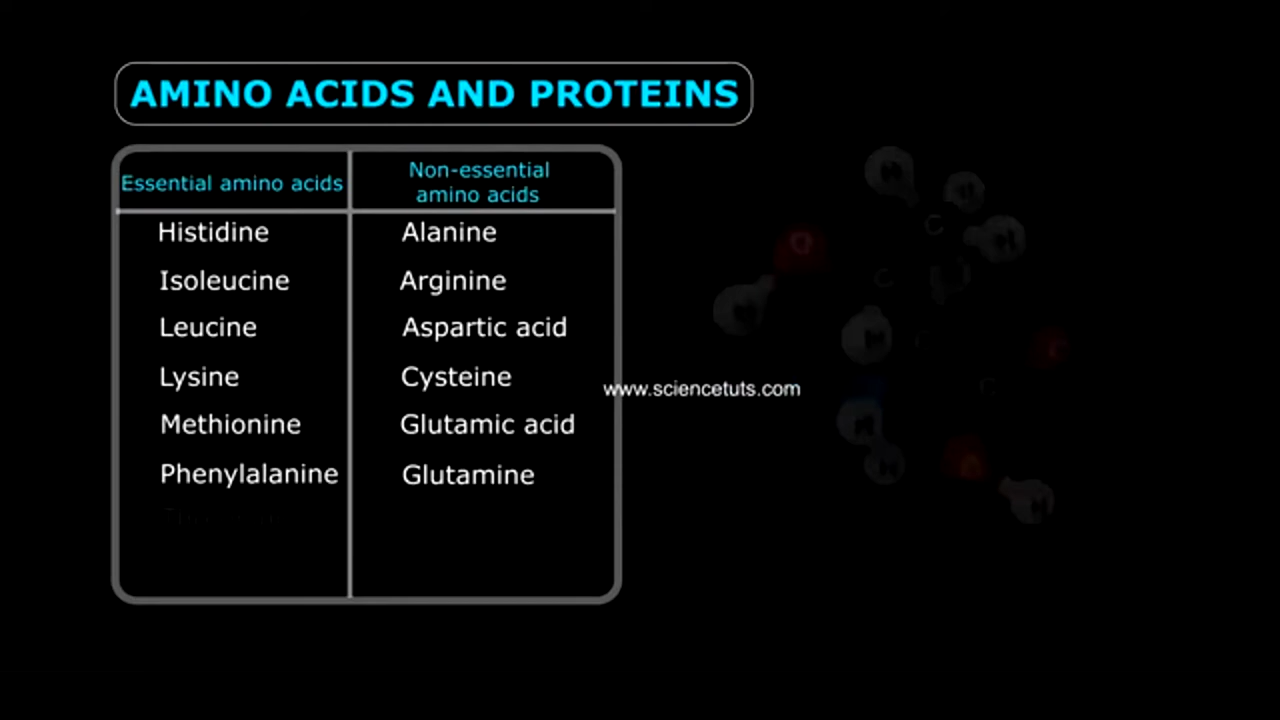 AMINO ACIDS AND PROTEINS
Essential amino acids
Non-essential
amino acids
Histidine
Alanine
Isoleucine
Arginine
Leucine
Aspartic acid
Lysine
Cysteine
www.sciencetuts.com
Methionine
Glutamic acid
Phenylalanine
Glutamine